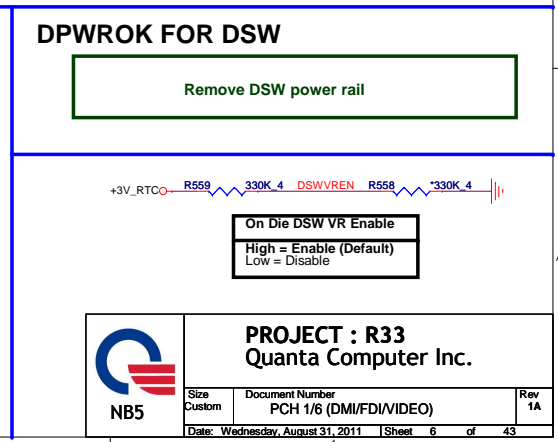 DPWROK FOR DSW
Remove DSW power rail
+3V_RTC R559 330K_4 DSWVREN R558 *330K_4
On Die DSW VR Enable
High = Enable (Default)
Low = Disable
NB5
PROJECT : R33
Quanta Computer Inc.
Size Document Number Rev
Custom PCH 1/6 (DMI/FDI/VIDEO) 1A
Date: Wednesday, August 31, 2011 Sheet 6 of 43